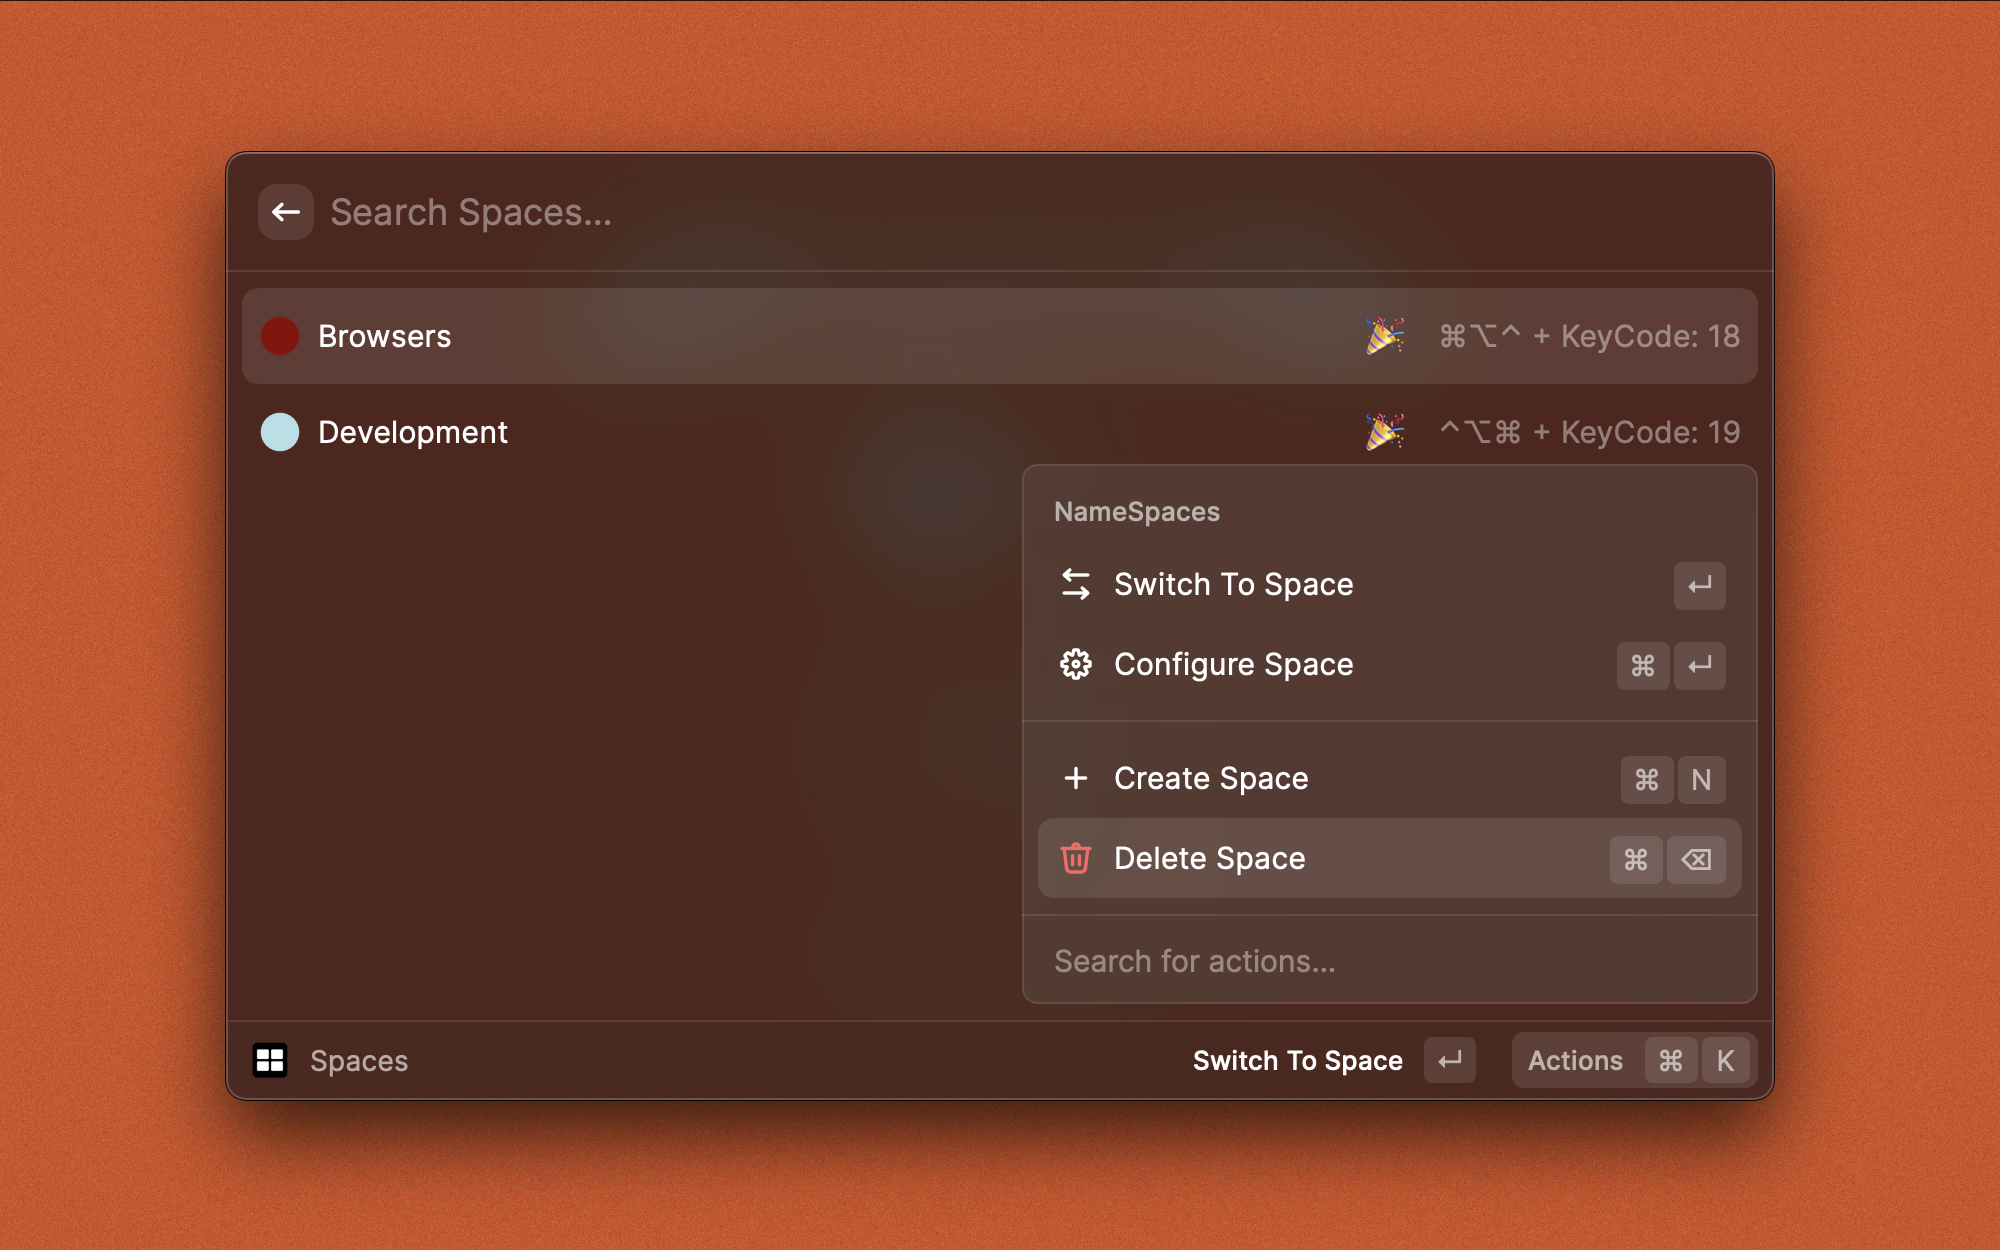 Search Spaces...
Browsers 🎉 ⌘⌥^ + KeyCode: 18
Development 🎉 ^⌥⌘ + KeyCode: 19
NameSpaces
Switch To Space ↵
Configure Space ⌘ ↵
Create Space ⌘ N
Delete Space ⌘ ⌫
Search for actions...
Spaces Switch To Space ↵ Actions ⌘ K